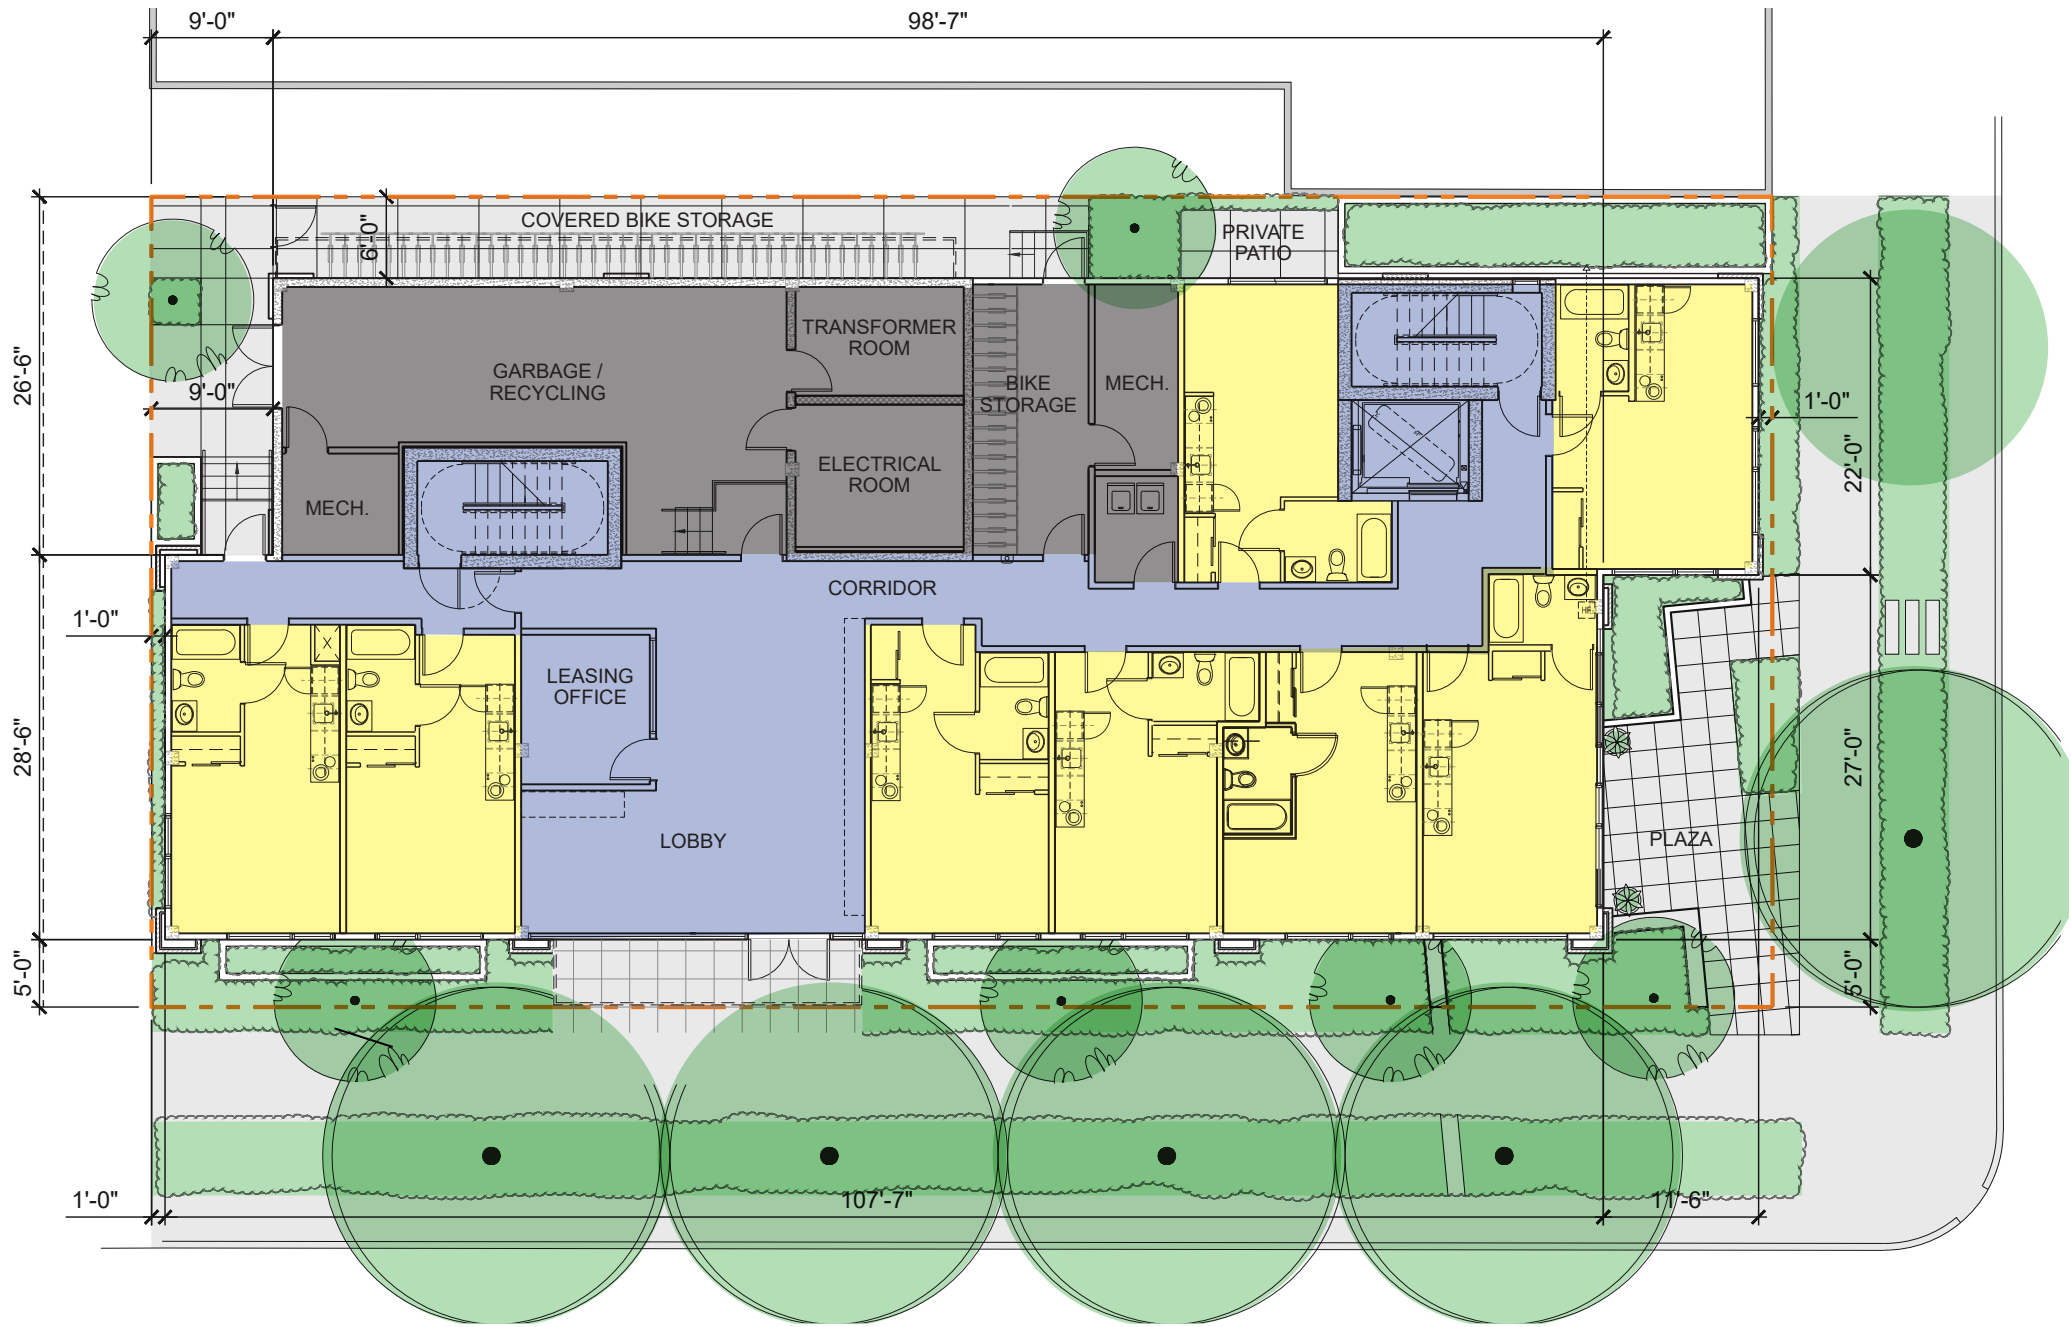 9'-0"
98'-7"
COVERED BIKE STORAGE
6'-0"
PRIVATE
PATIO
26'-6"
TRANSFORMER
ROOM
GARBAGE /
RECYCLING
BIKE
STORAGE
MECH.
9'-0"
1'-0"
22'-0"
ELECTRICAL
ROOM
MECH.
CORRIDOR
1'-0"
LEASING
OFFICE
28'-6"
27'-0"
LOBBY
PLAZA
5'-0"
5'-0"
1'-0"
107'-7"
11'-6"